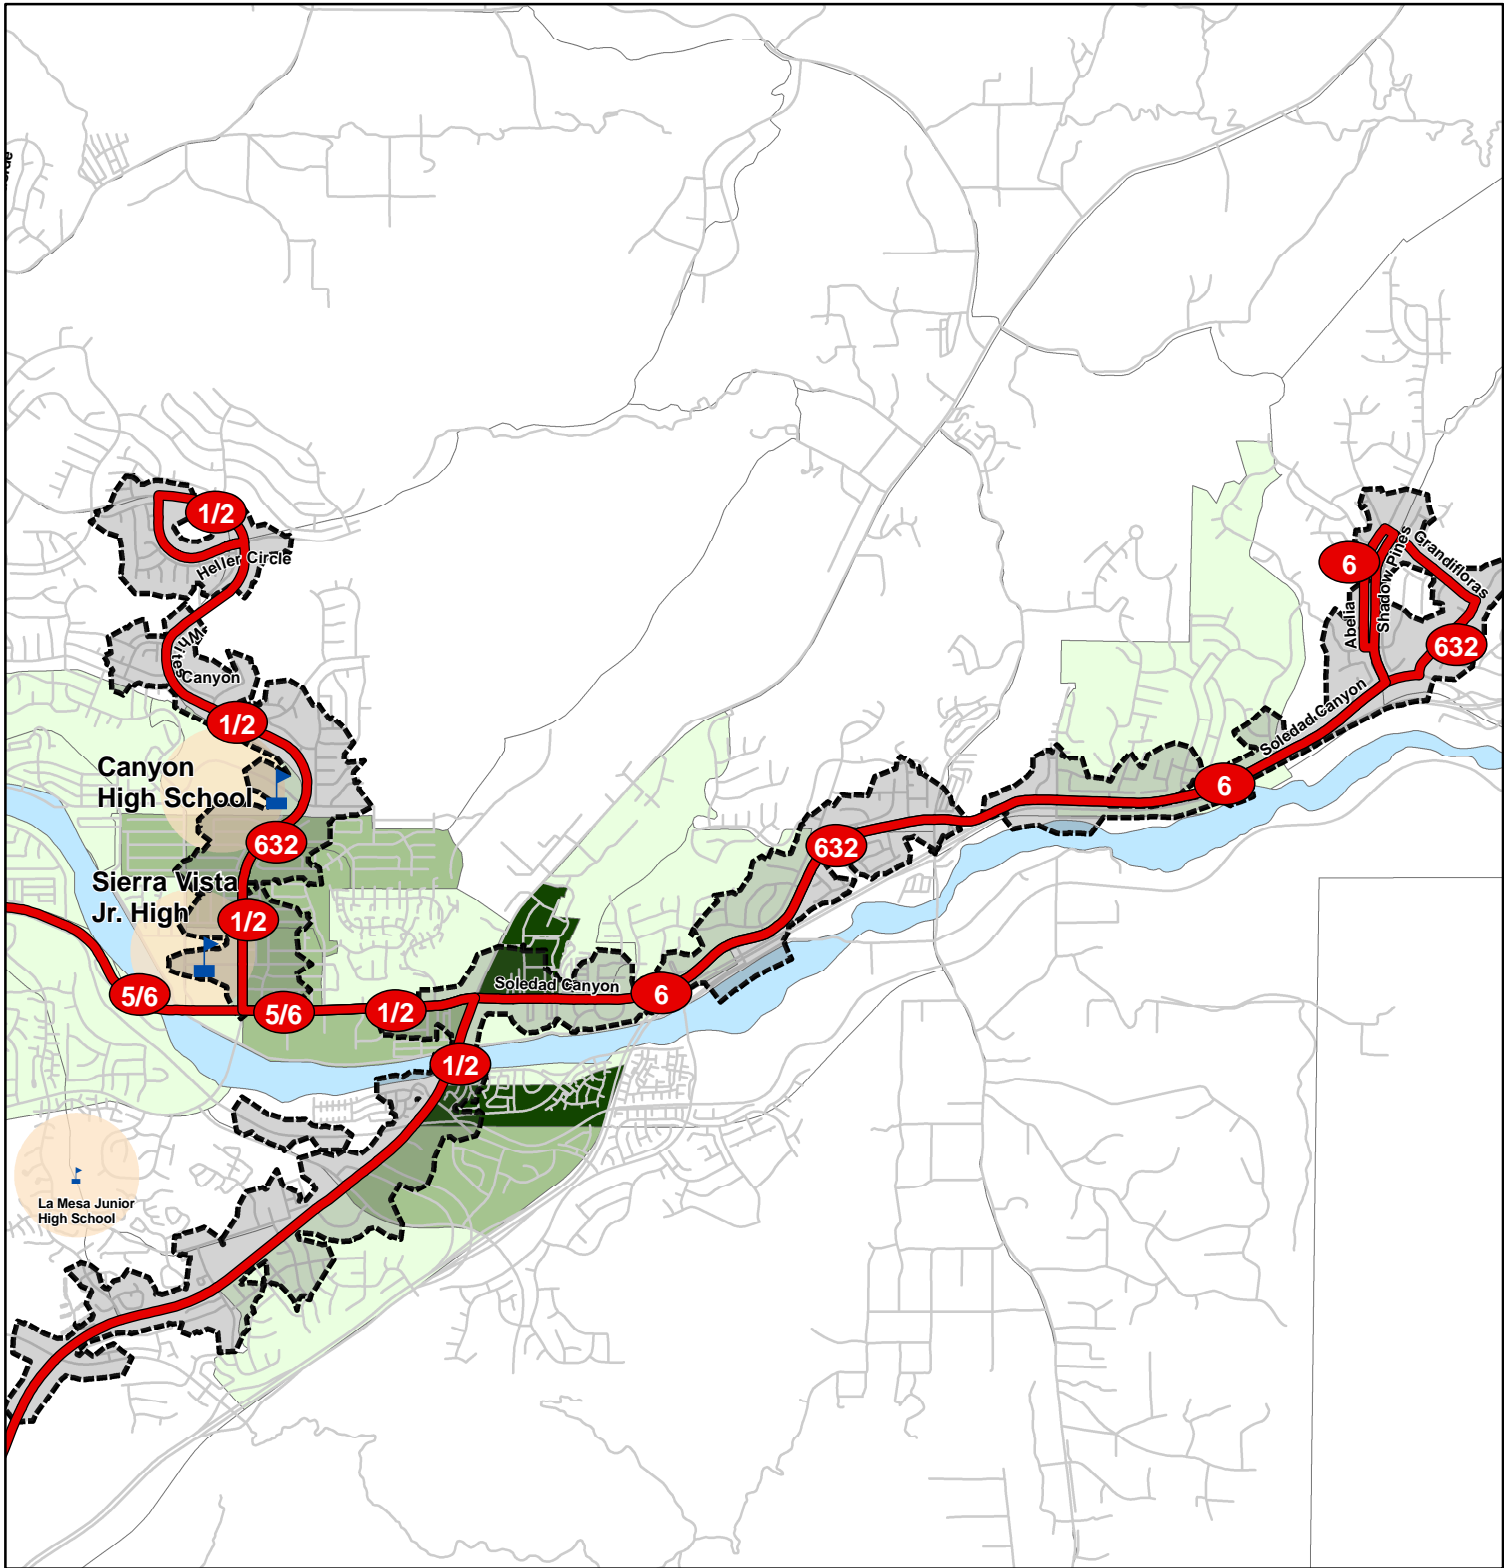 1/2
Heller Circle
Whites
Canyon
1/2
Canyon
High School
632
Sierra Vista
Jr. High
1/2
5/6
5/6
1/2
Soledad Canyon
6
1/2
La Mesa Junior
High School
632
6
Soledad Canyon
6
Abelia
Shadow Pines
Grandifloras
632